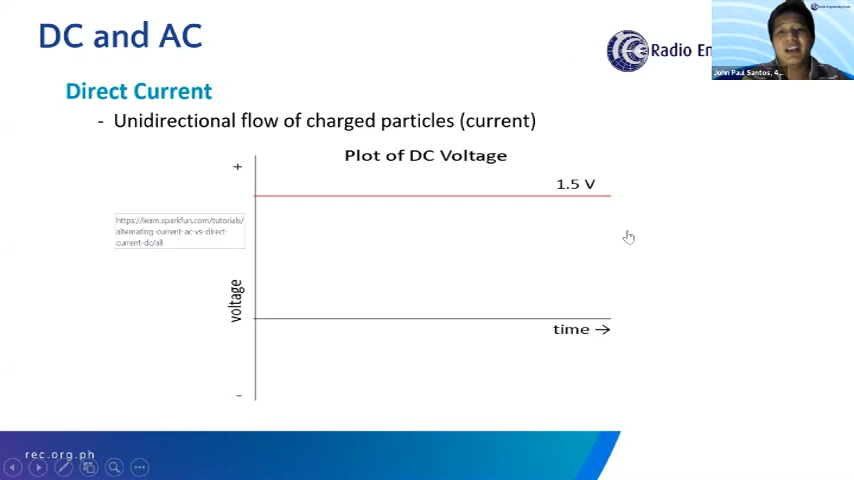 DC and AC
Radio En
John Paul Santos, 4...
Direct Current
- Unidirectional flow of charged particles (current)
Plot of DC Voltage
+
1.5 V
https://learn.sparkfun.com/tutorials/
alternating-current-ac-vs-direct-
current-dc/all
voltage
time →
-
rec.org.ph